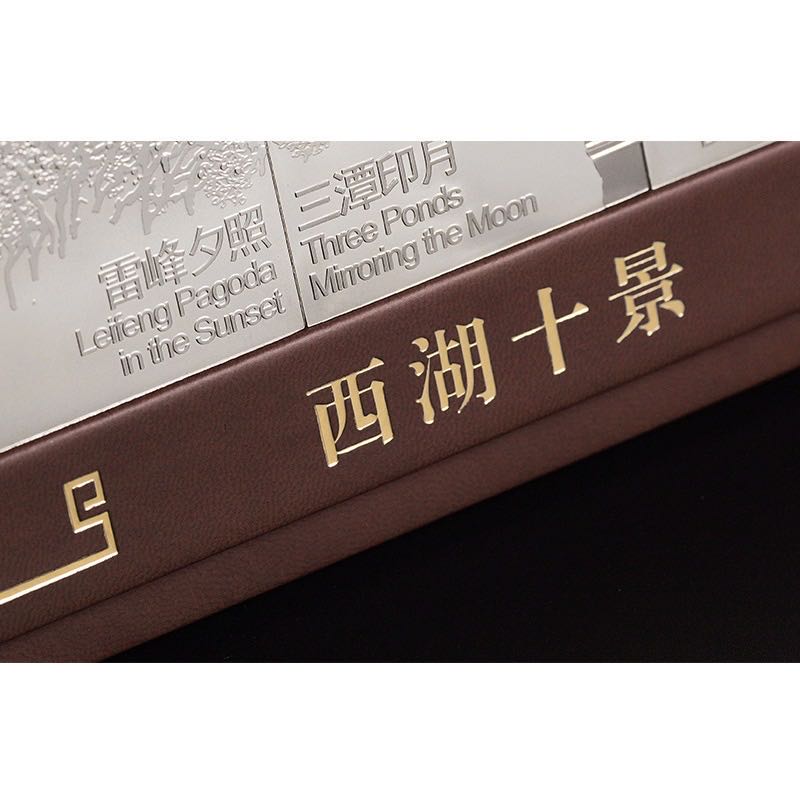 雷峰夕照
Leifeng Pagoda
in the Sunset
三潭印月
Three Ponds
Mirroring the Moon
西湖十景